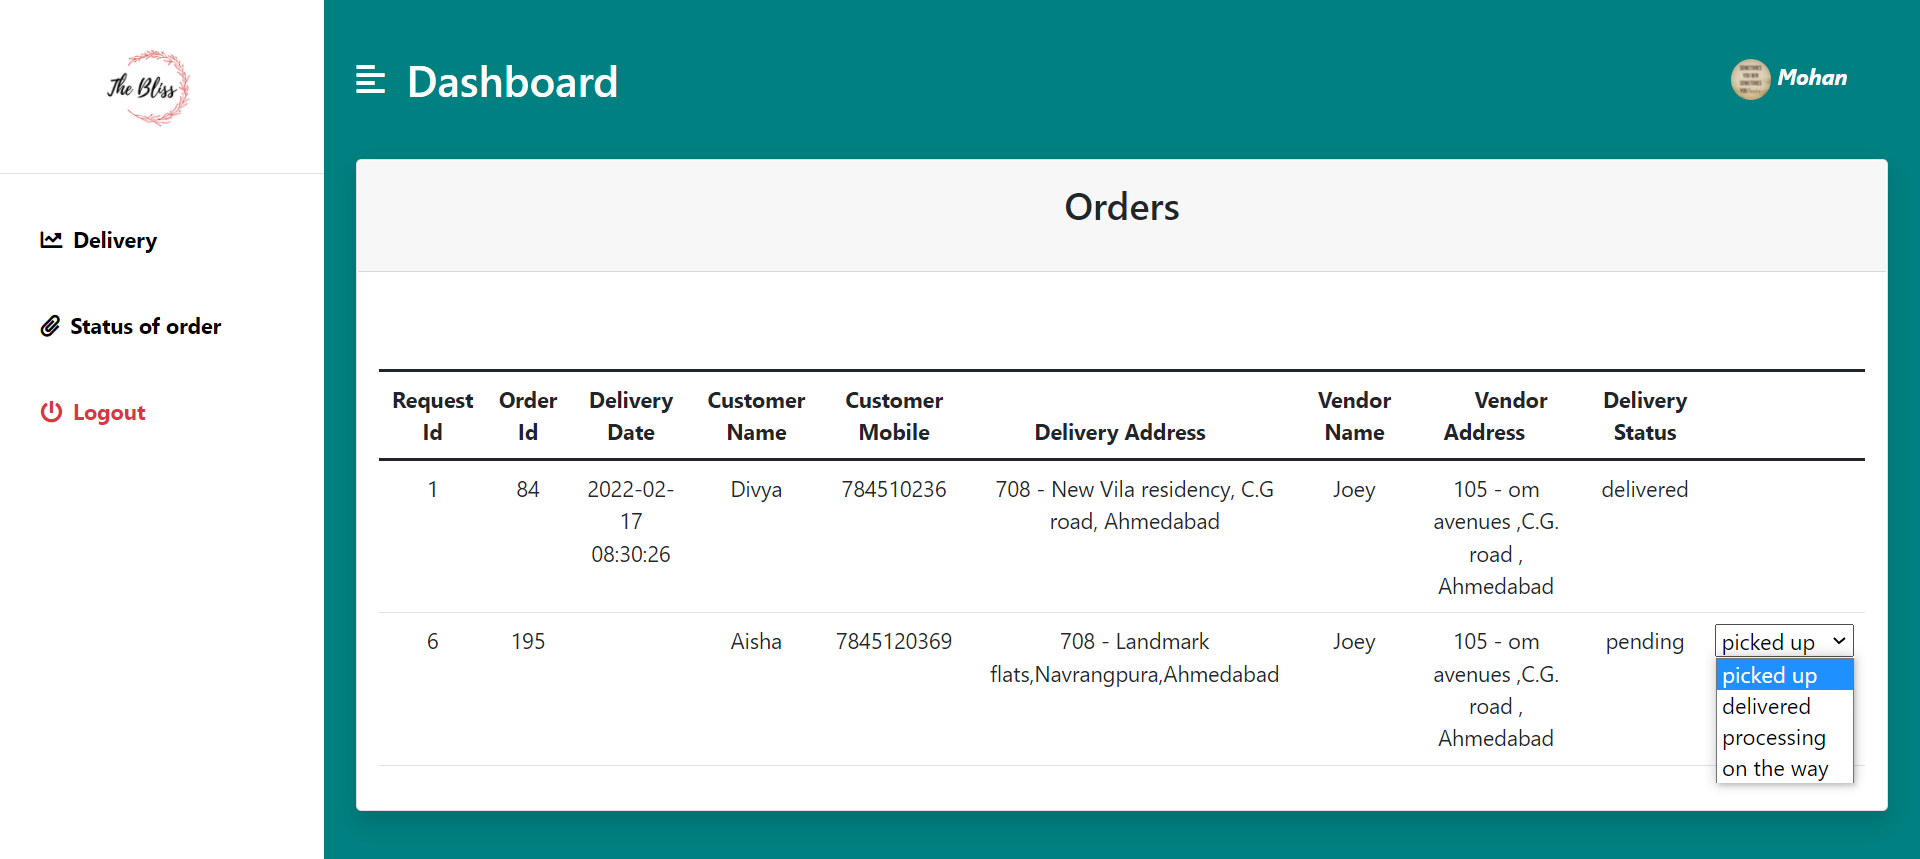 The Bliss
Dashboard
Mohan
Delivery
Status of order
Logout
Orders
Request Id Order Id Delivery Date Customer Name Customer Mobile Delivery Address Vendor Name Vendor Address Delivery Status
1 84 2022-02-17 08:30:26 Divya 784510236 708 - New Vila residency, C.G road, Ahmedabad Joey 105 - om avenues ,C.G. road , Ahmedabad delivered
6 195 Aisha 7845120369 708 - Landmark flats,Navrangpura,Ahmedabad Joey 105 - om avenues ,C.G. road , Ahmedabad pending picked up
picked up
delivered
processing
on the way